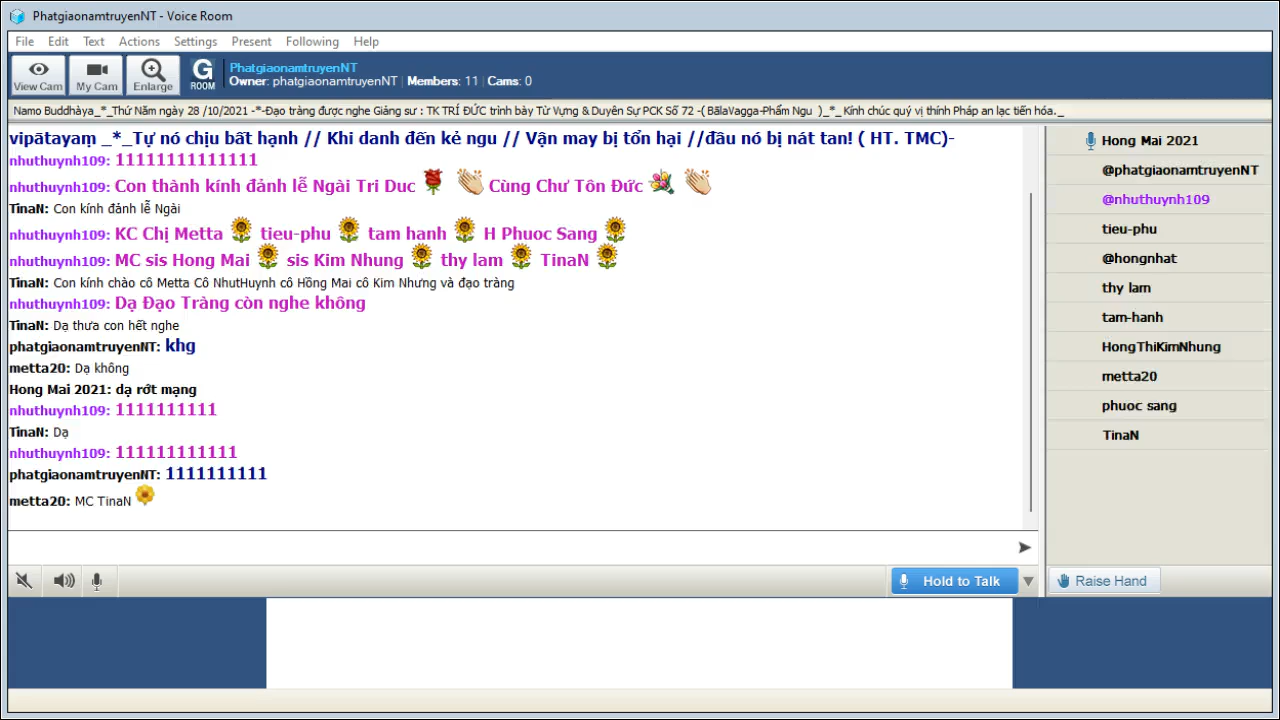 PhatgiaonamtruyenNT - Voice Room
File Edit Text Actions Settings Present Following Help
View Cam My Cam Enlarge G ROOM
PhatgiaonamtruyenNT
Owner: phatgiaonamtruyenNT | Members: 11 | Cams: 0
Namo Buddhàya_*_Thứ Năm ngày 28 /10/2021 -*-Đạo tràng được nghe Giảng sư : TK TRÍ ĐỨC trình bày Từ Vựng & Duyên Sự PCK Số 72 -( BãlaVagga-Phẩm Ngu )_*_ Kính chúc quý vị thính Pháp an lạc tiến hóa._
vipātayaṃ _*_Tự nó chịu bất hạnh // Khi danh đến kẻ ngu // Vận may bị tổn hại //đầu nó bị nát tan! ( HT. TMC)-
nhuthuynh109: 11111111111111
nhuthuynh109: Con thành kính đảnh lễ Ngài Tri Duc Cùng Chư Tôn Đức
TinaN: Con kính đảnh lễ Ngài
nhuthuynh109: KC Chị Metta tieu-phu tam hanh H Phuoc Sang
nhuthuynh109: MC sis Hong Mai sis Kim Nhung thy lam TinaN
TinaN: Con kính chào cô Metta Cô NhutHuynh cô Hồng Mai cô Kim Nhưng và đạo tràng
nhuthuynh109: Dạ Đạo Tràng còn nghe không
TinaN: Dạ thưa con hết nghe
phatgiaonamtruyenNT: khg
metta20: Dạ không
Hong Mai 2021: dạ rớt mạng
nhuthuynh109: 1111111111
TinaN: Dạ
nhuthuynh109: 111111111111
phatgiaonamtruyenNT: 1111111111
metta20: MC TinaN
Hong Mai 2021
@phatgiaonamtruyenNT
@nhuthuynh109
tieu-phu
@hongnhat
thy lam
tam-hanh
HongThiKimNhung
metta20
phuoc sang
TinaN
Hold to Talk
Raise Hand